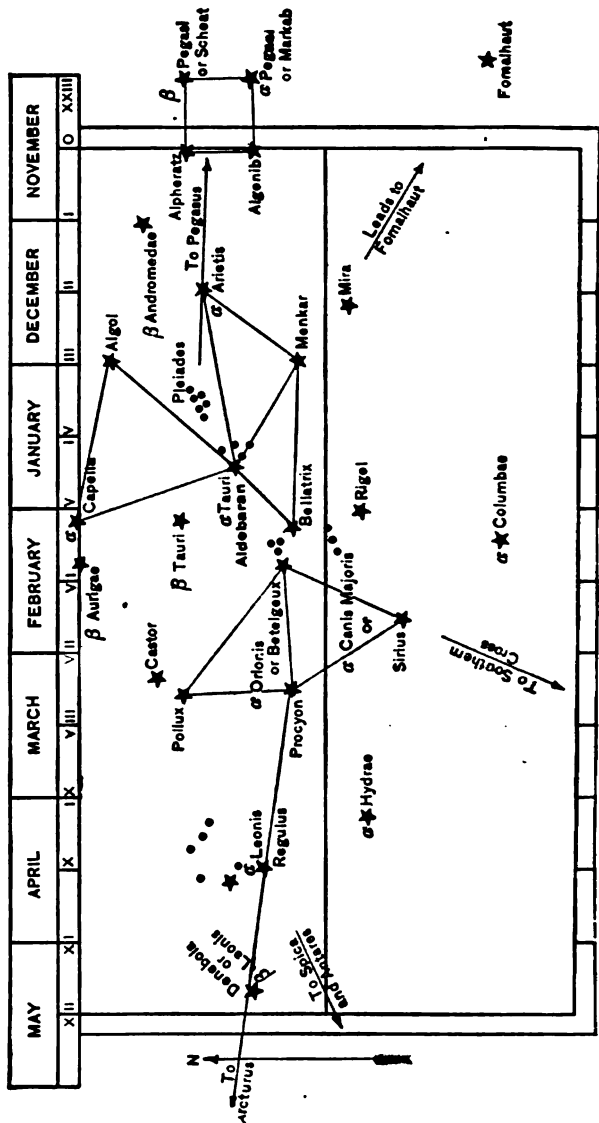 MAY APRIL MARCH FEBRUARY JANUARY DECEMBER NOVEMBER
XII XI X IX VIII VII VI V IV III III I O XXIII
α Capella
β Aurigae
Algol
β Andromedae
Castor
Pollux
β Tauri
Pleiades
Alpheratz
β Pegasi
or Scheat
To Pegasus
α Arietis
N
To
Arcturus
Denebola
or
β Leonis
α Leonis
Regulus
α Orionis
or Betelgeux
α Tauri
Aldebaran
Algenib
α Pegasi
or Markab
Procyon
Bellatrix
Menkar
To Spica
and Antares
α Hydrae
α Canis Majoris
or
Sirius
Rigel
Mira
Leads to
Fomalhaut
To Southern
Cross
α Columbae
Fomalhaut